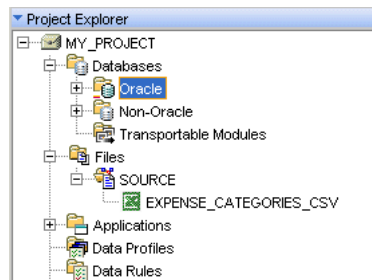 Project Explorer
MY_PROJECT
Databases
Oracle
Non-Oracle
Transportable Modules
Files
SOURCE
EXPENSE_CATEGORIES_CSV
Applications
Data Profiles
Data Rules